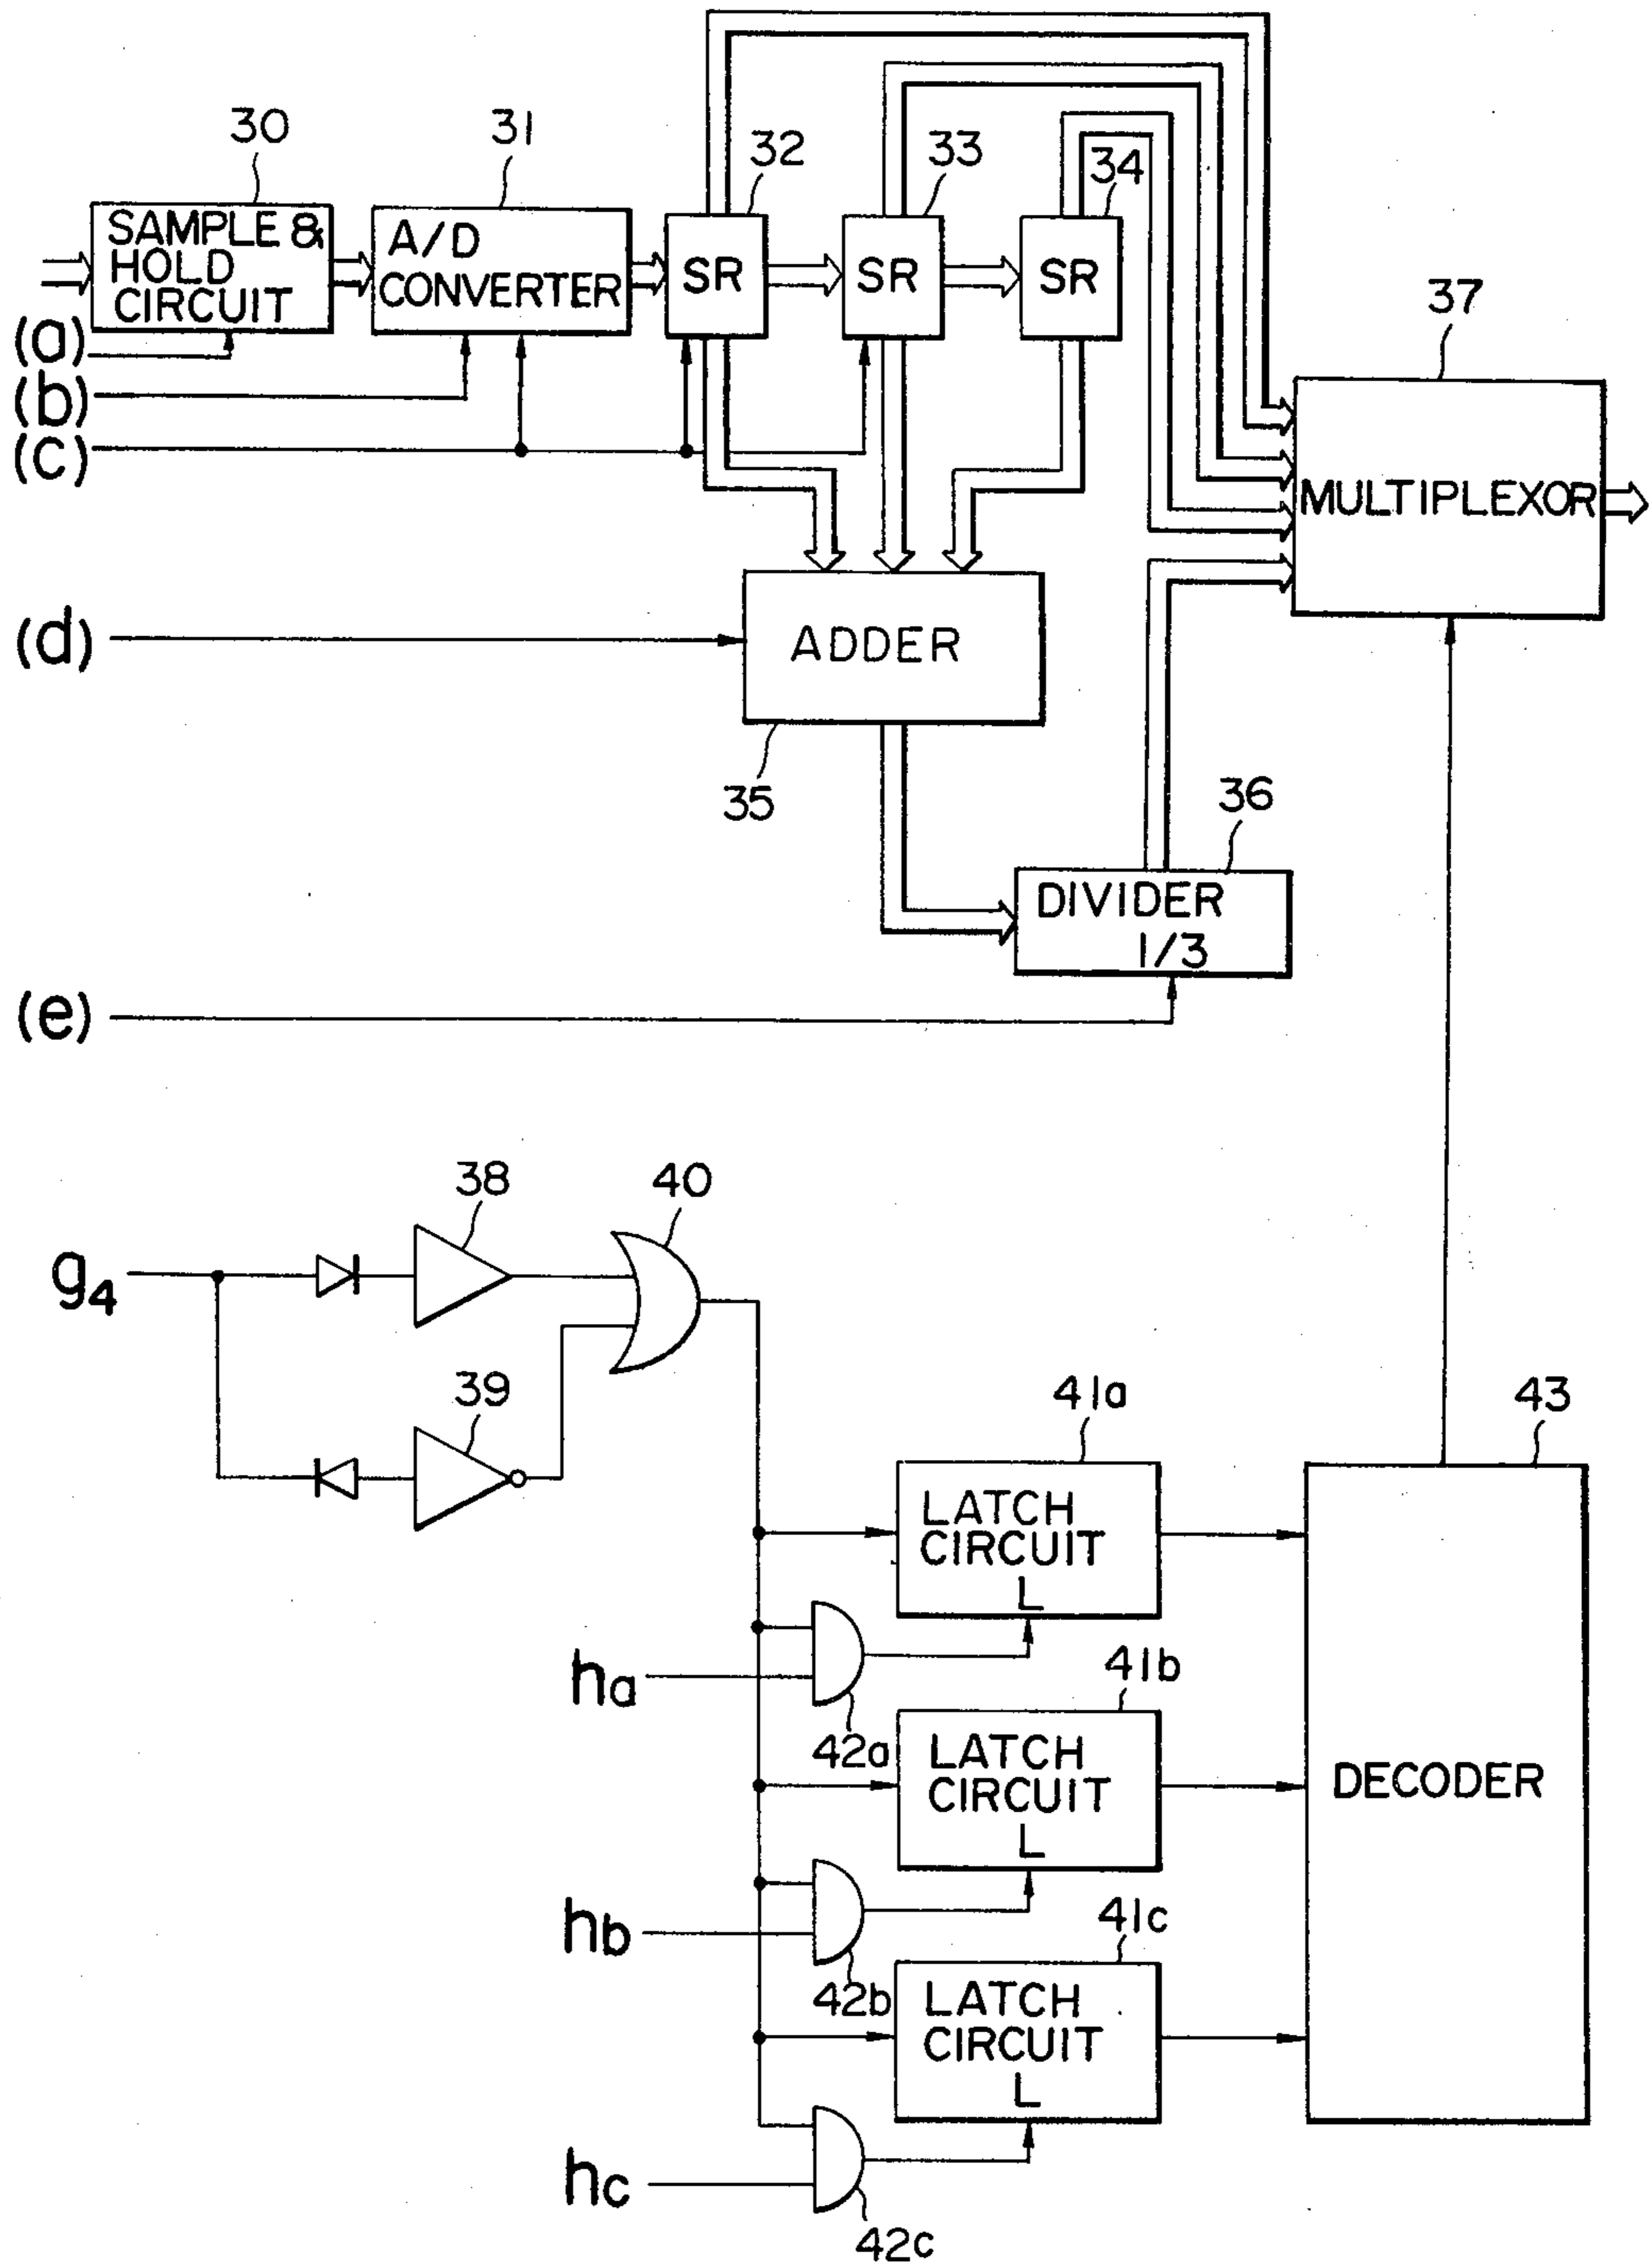 30
31
32
33
34
SAMPLE &
HOLD
CIRCUIT
A/D
CONVERTER
SR
SR
SR
37
(a)
(b)
(c)
MULTIPLEXOR
(d)
ADDER
35
36
DIVIDER
1/3
(e)
38
40
g4
39
41a
43
LATCH
CIRCUIT
L
ha
41b
42a
LATCH
CIRCUIT
L
DECODER
hb
41c
42b
LATCH
CIRCUIT
L
hc
42c